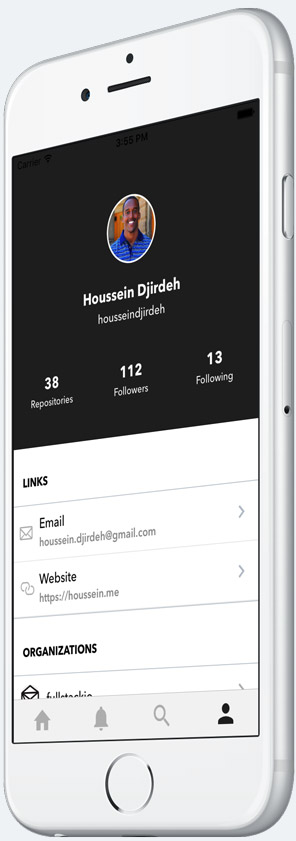 Carrier 3:55 PM
Houssein Djirdeh
housseindjirdeh
38 112 13
Repositories Followers Following
LINKS
Email
houssein.djirdeh@gmail.com
Website
https://houssein.me
ORGANIZATIONS
fullstackio